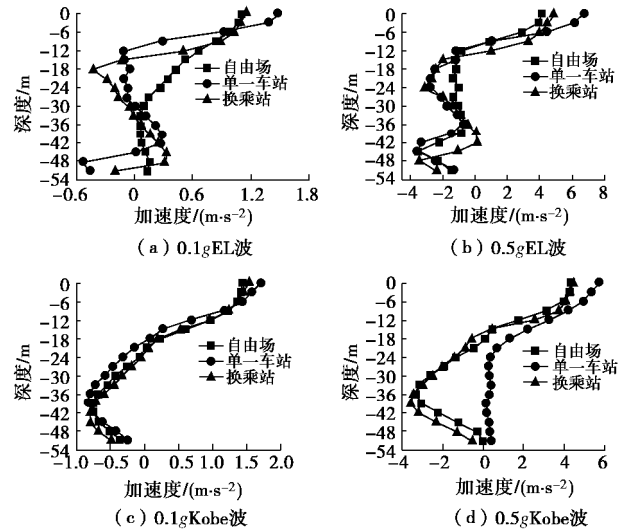 0
-6
-12
-18
-24
-30
-36
-42
-48
-54
深度/m
自由场
单一车站
换乘站
-0.6 0 0.6 1.2 1.8
加速度/(m·s⁻²)
(a) 0.1gEL波
0
-6
-12
-18
-24
-30
-36
-42
-48
-54
深度/m
自由场
单一车站
换乘站
-4 -2 0 2 4 6 8
加速度/(m·s⁻²)
(b) 0.5gEL波
0
-6
-12
-18
-24
-30
-36
-42
-48
-54
深度/m
自由场
单一车站
换乘站
-1.0 -0.5 0 0.5 1.0 1.5 2.0
加速度/(m·s⁻²)
(c) 0.1gKobe波
0
-6
-12
-18
-24
-30
-36
-42
-48
-54
深度/m
自由场
单一车站
换乘站
-4 -2 0 2 4 6
加速度/(m·s⁻²)
(d) 0.5gKobe波